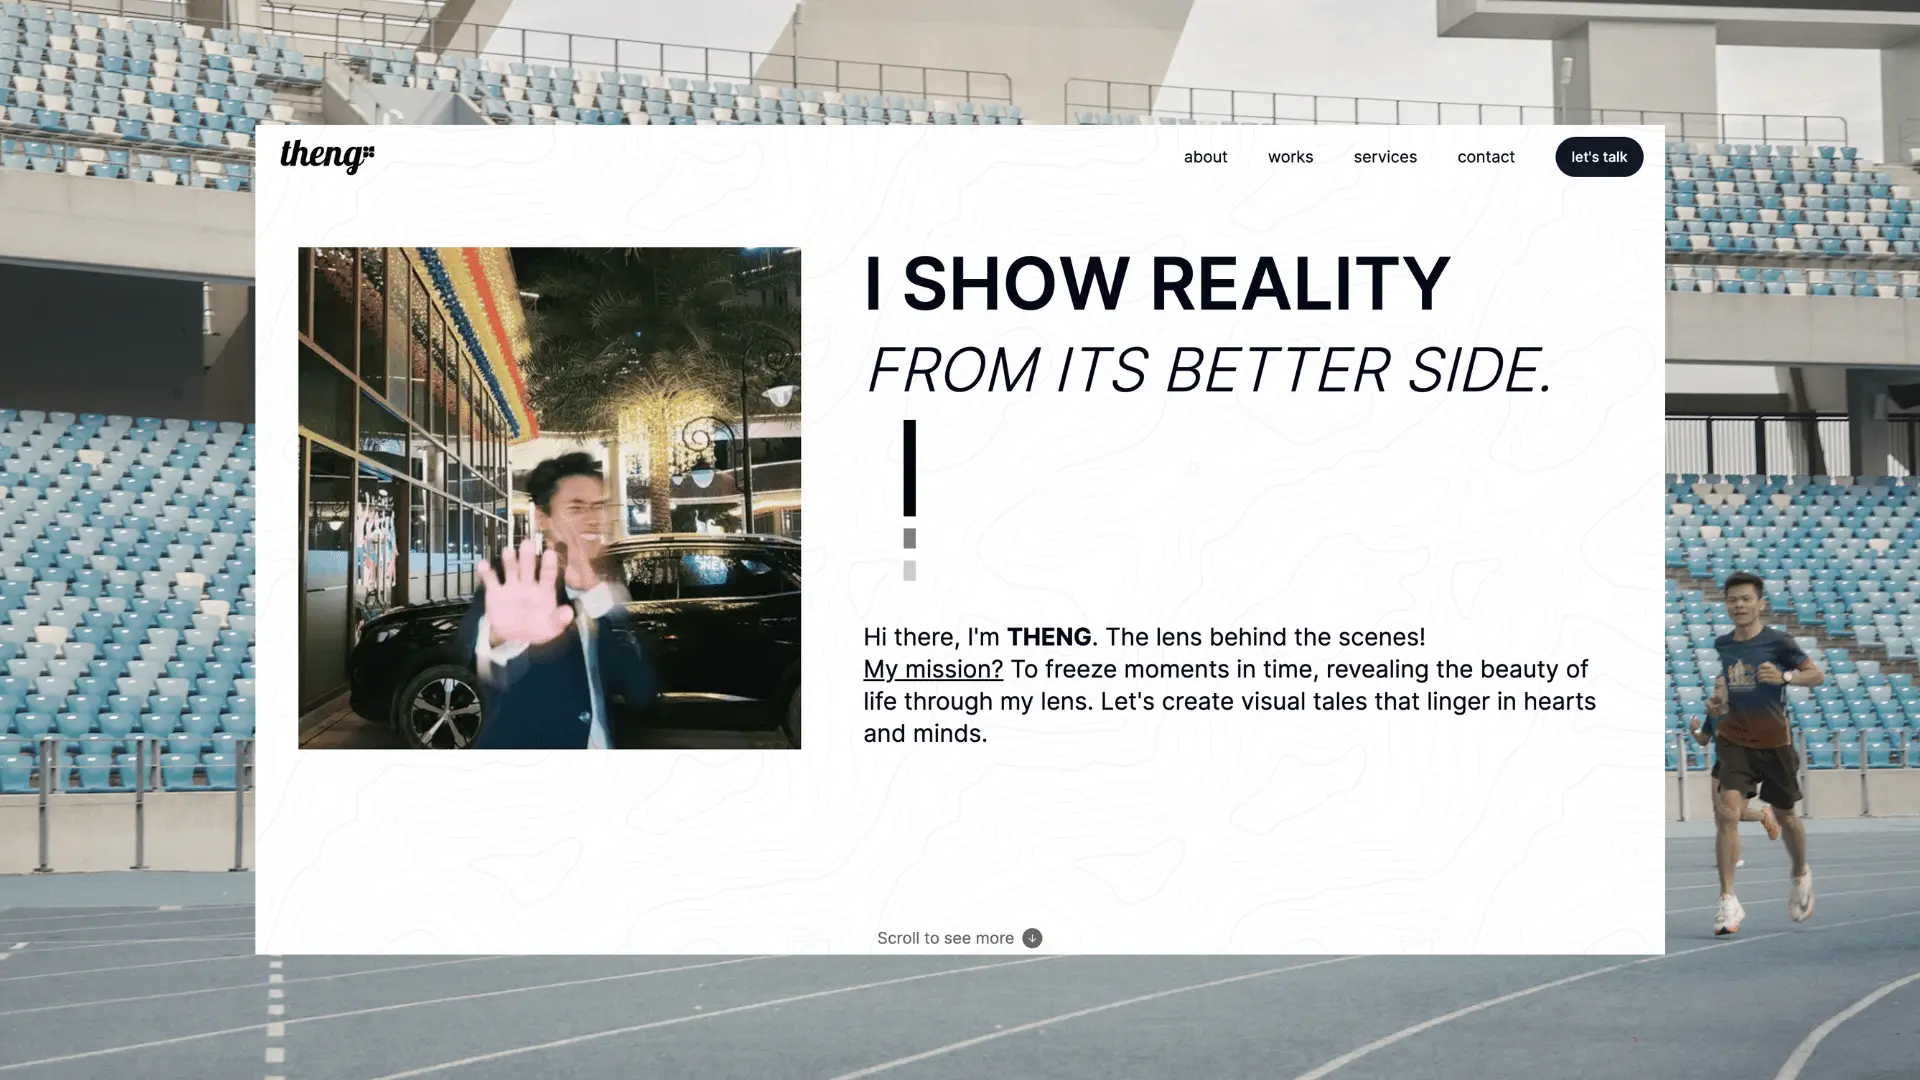 theng
about works services contact let's talk
I SHOW REALITY
FROM ITS BETTER SIDE.
Hi there, I'm THENG. The lens behind the scenes!
My mission? To freeze moments in time, revealing the beauty of
life through my lens. Let's create visual tales that linger in hearts
and minds.
Scroll to see more